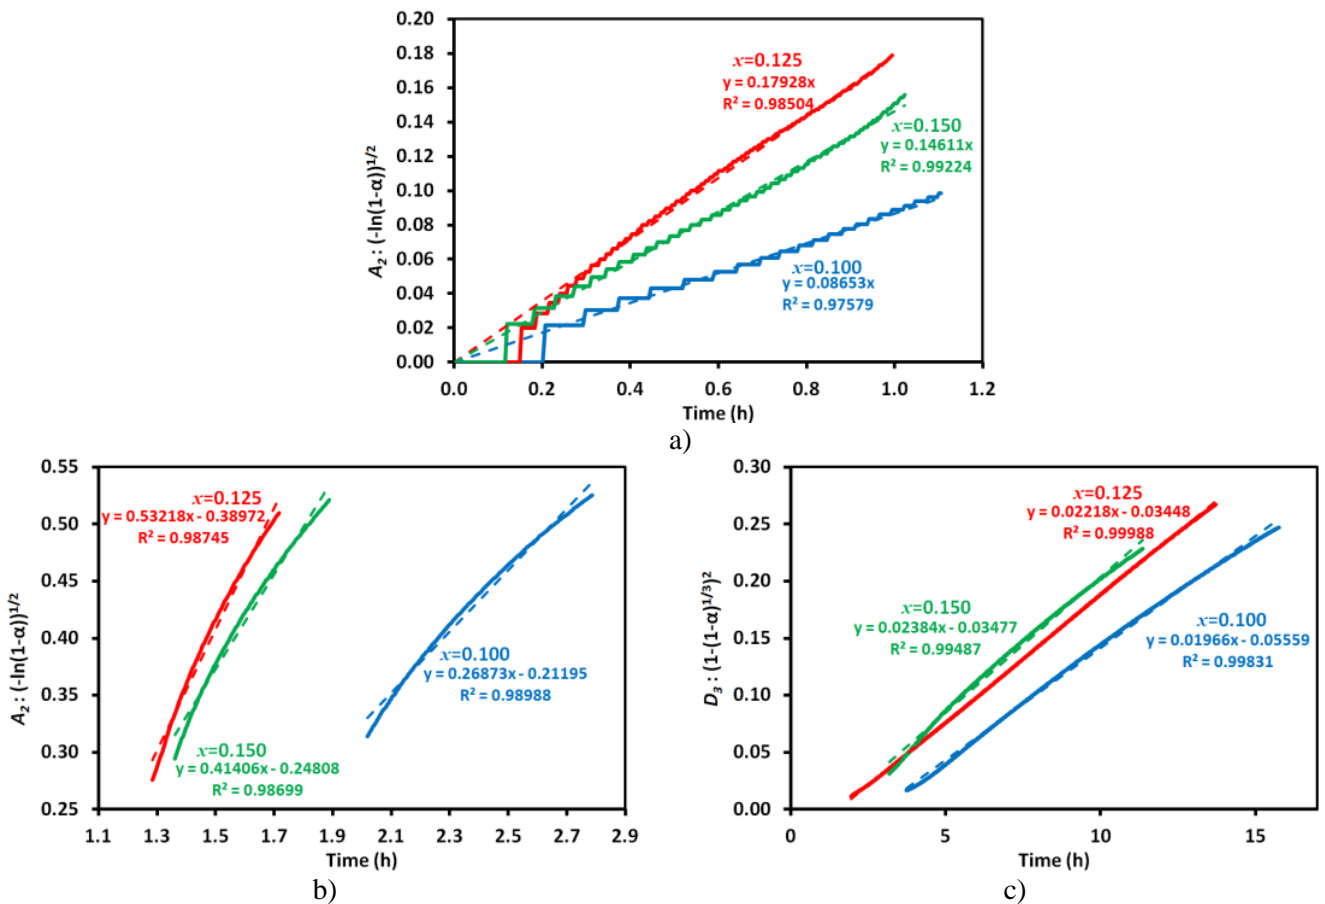 0.20
0.18
0.16
0.14
0.12
0.10
0.08
0.06
0.04
0.02
0.00
A₂ : (-ln(1-α))¹/²
x=0.125
y = 0.17928x
R² = 0.98504
x=0.150
y = 0.14611x
R² = 0.99224
x=0.100
y = 0.08653x
R² = 0.97579
0.0 0.2 0.4 0.6 0.8 1.0 1.2
Time (h)
a)
0.55
0.50
0.45
0.40
0.35
0.30
0.25
A₂ : (-ln(1-α))¹/²
x=0.125
y = 0.53218x - 0.38972
R² = 0.98745
x=0.100
y = 0.26873x - 0.21195
R² = 0.98988
x=0.150
y = 0.41406x - 0.24808
R² = 0.98699
1.1 1.3 1.5 1.7 1.9 2.1 2.3 2.5 2.7 2.9
Time (h)
b)
0.30
0.25
0.20
0.15
0.10
0.05
0.00
D₃ : (1-(1-α)¹/³)²
x=0.125
y = 0.02218x - 0.03448
R² = 0.99988
x=0.150
y = 0.02384x - 0.03477
R² = 0.99487
x=0.100
y = 0.01966x - 0.05559
R² = 0.99831
0 5 10 15
Time (h)
c)